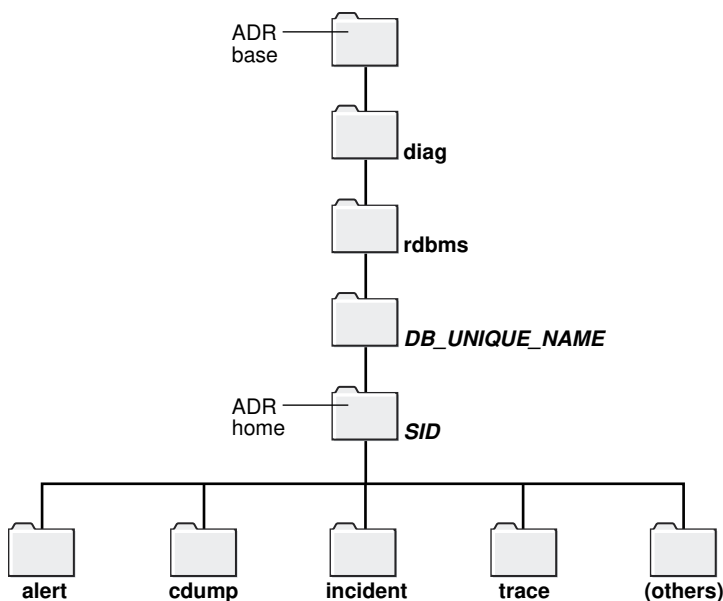 ADR
base
diag
rdbms
DB_UNIQUE_NAME
ADR
home
SID
alert
cdump
incident
trace
(others)